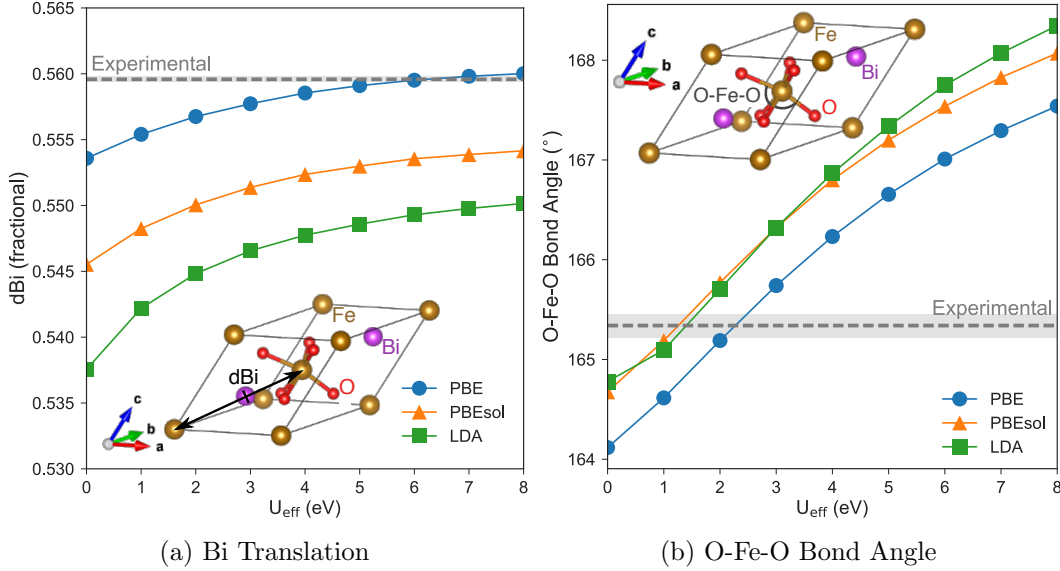 0.565
0.560
0.555
0.550
0.545
0.540
0.535
0.530
dBi (fractional)
Experimental
Fe
Bi
dBi
O
c
b
a
PBE
PBEsol
LDA
0 1 2 3 4 5 6 7 8
U_eff (eV)
(a) Bi Translation
168
167
166
165
164
O-Fe-O Bond Angle (°)
c
b
a
Fe
Bi
O-Fe-O
O
Experimental
PBE
PBEsol
LDA
0 1 2 3 4 5 6 7 8
U_eff (eV)
(b) O-Fe-O Bond Angle